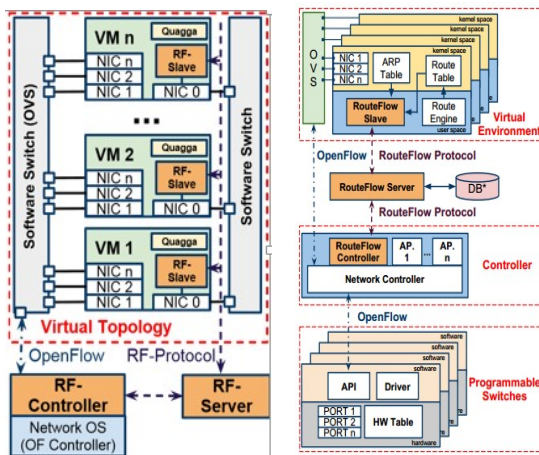 Software Switch (OVS)
VM n
Quagga
RF-
Slave
NIC n
NIC 2
NIC 1
NIC 0
...
VM 2
Quagga
RF-
Slave
NIC n
NIC 2
NIC 1
NIC 0
VM 1
Quagga
RF-
Slave
NIC n
NIC 2
NIC 1
NIC 0
Software Switch
Virtual Topology
OpenFlow
RF-Protocol
RF-
Controller
Network OS
(OF Controller)
RF-
Server
O
V
S
kernel space
kernel space
kernel space
kernel space
NIC 1
NIC 2
NIC n
ARP
Table
Route
Table
RouteFlow
Slave
Route
Engine
user space
Virtual
Environment
OpenFlow
RouteFlow Protocol
RouteFlow Server
DB*
RouteFlow Protocol
RouteFlow
Controller
AP.
1
...
AP.
n
Network Controller
Controller
OpenFlow
software
software
software
software
API
Driver
PORT 1
PORT 2
PORT n
HW Table
hardware
Programmable
Switches